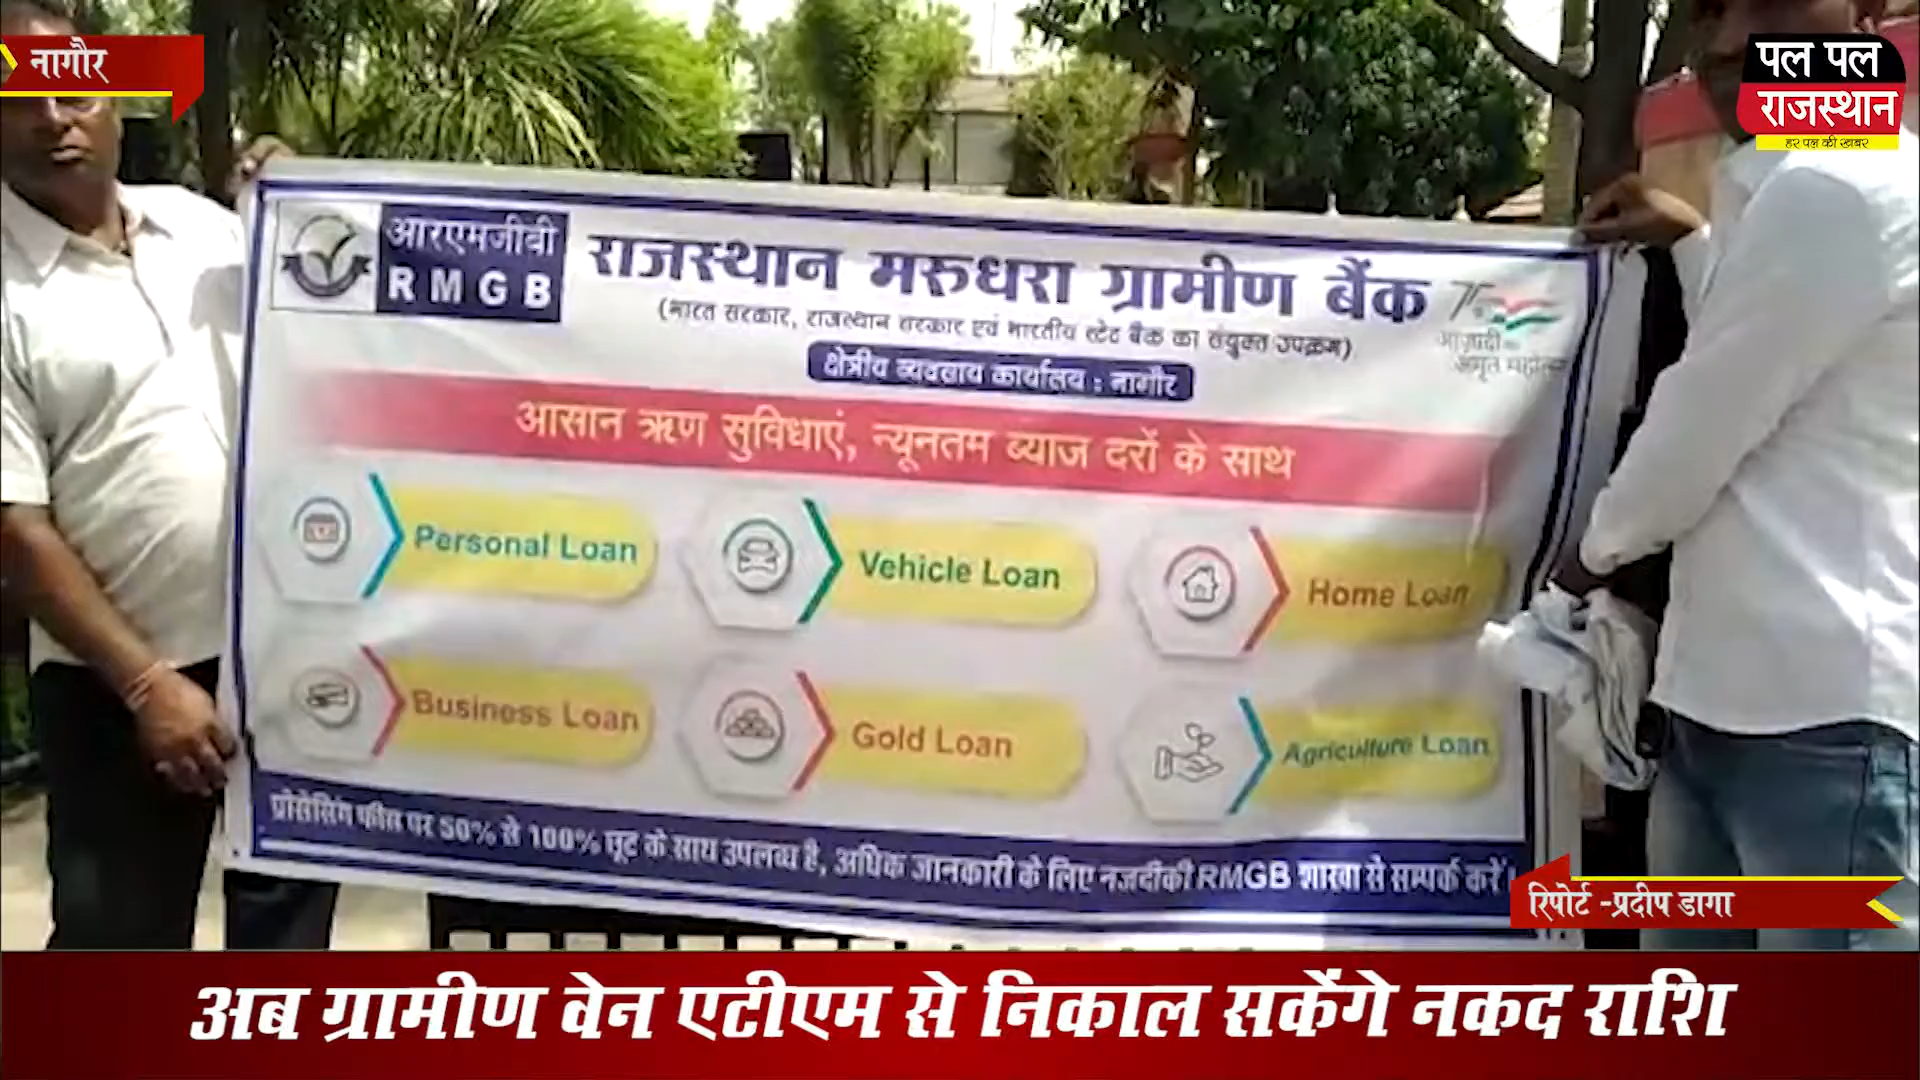 नागौर
पल पल
राजस्थान
हर पल की खबर
आरएमजीबी
RMGB
राजस्थान मरुधरा ग्रामीण बैंक
(भारत सरकार, राजस्थान सरकार एवं भारतीय स्टेट बैंक का संयुक्त उपक्रम)
आज़ादी का
अमृत महोत्सव
क्षेत्रीय व्यवसाय कार्यालय : नागौर
आसान ऋण सुविधाएं, न्यूनतम ब्याज दरों के साथ
Personal Loan
Vehicle Loan
Home Loan
Business Loan
Gold Loan
Agriculture Loan
प्रोसेसिंग फीस पर 50% से 100% छूट के साथ उपलब्ध है, अधिक जानकारी के लिए नजदीकी RMGB शाखा से सम्पर्क करें।
रिपोर्ट -प्रदीप डागा
अब ग्रामीण वेन एटीएम से निकाल सकेंगे नकद राशि